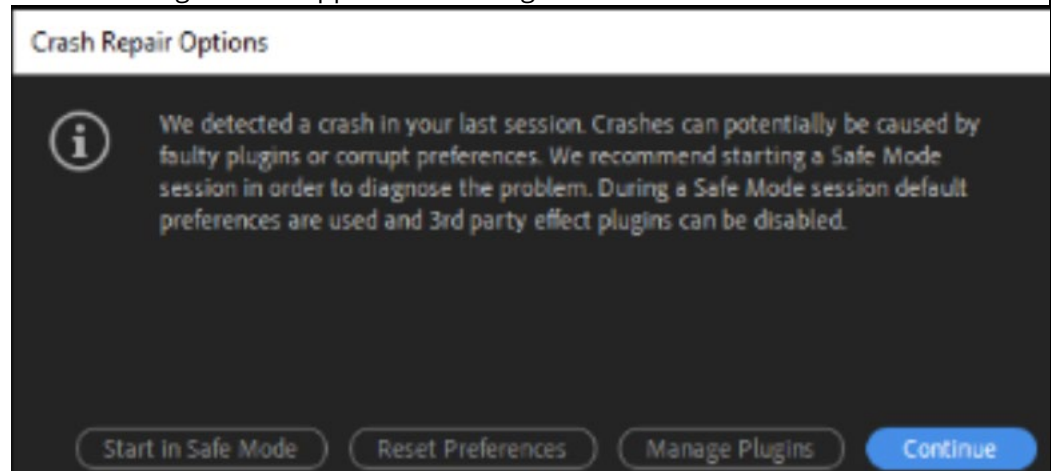 Crash Repair Options
We detected a crash in your last session. Crashes can potentially be caused by
faulty plugins or corrupt preferences. We recommend starting a Safe Mode
session in order to diagnose the problem. During a Safe Mode session default
preferences are used and 3rd party effect plugins can be disabled.
Start in Safe Mode Reset Preferences Manage Plugins Continue